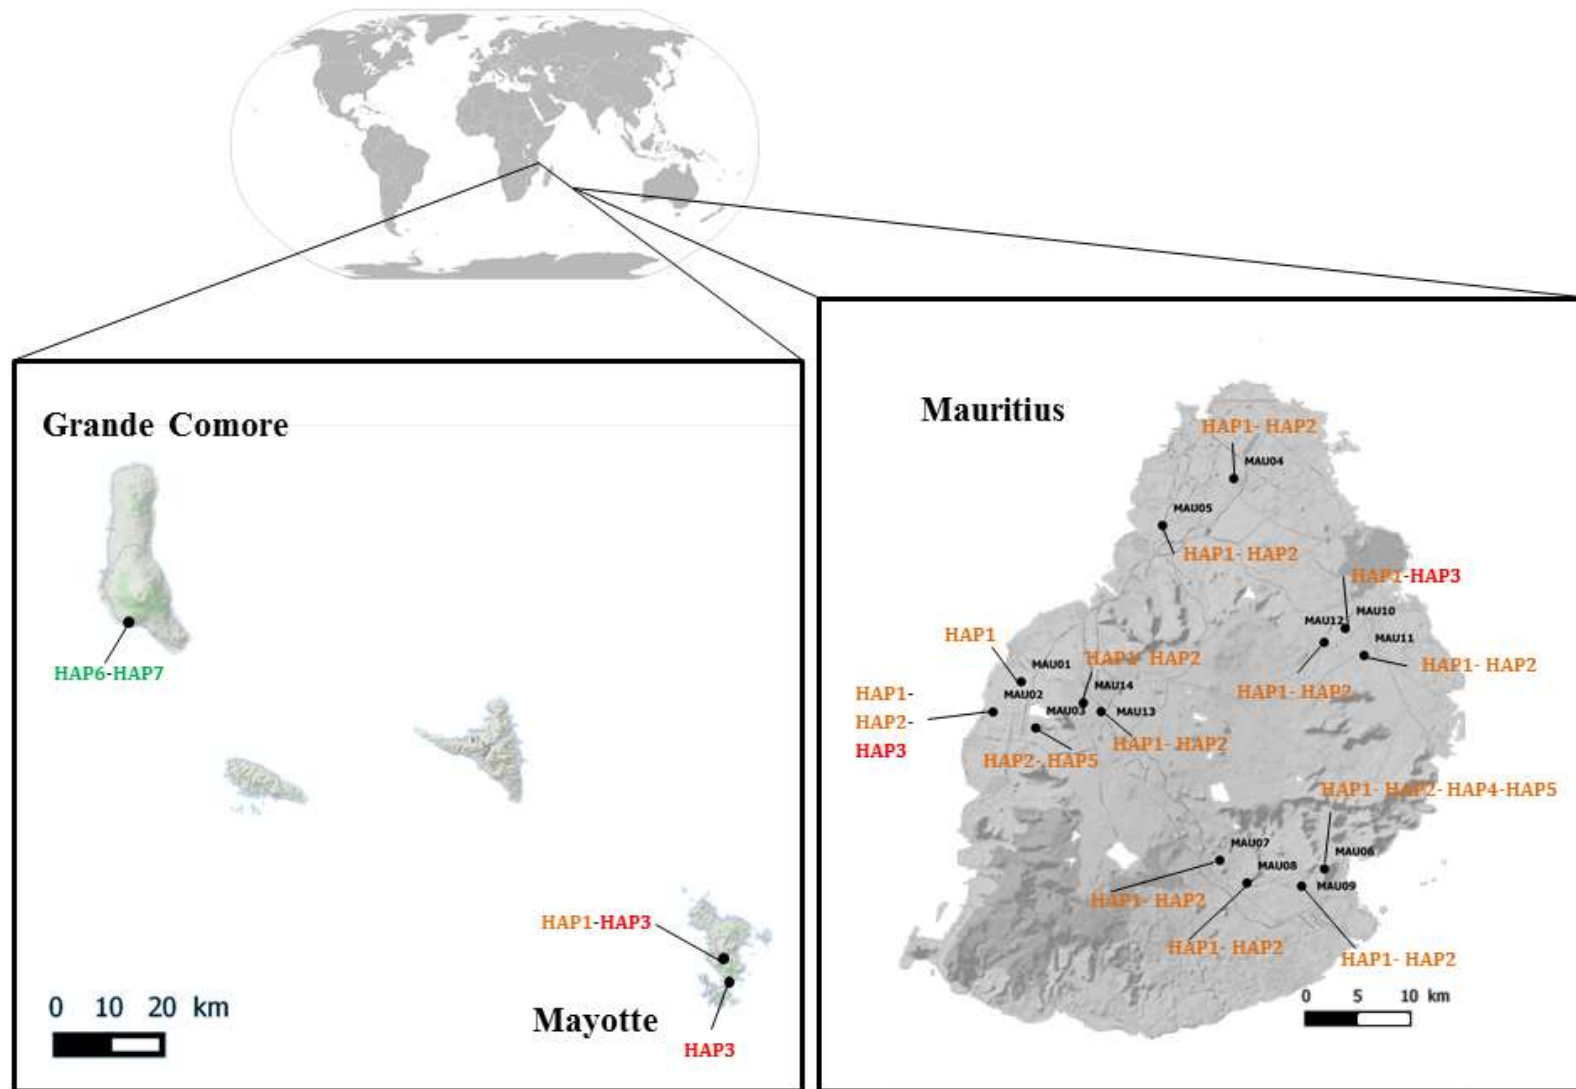 Grande Comore
HAP6-HAP7
HAP1-HAP3
Mayotte
HAP3
0 10 20 km
Mauritius
HAP1- HAP2
MAU04
MAU05
HAP1- HAP2
HAP1-HAP3
MAU10
MAU12
MAU11
HAP1- HAP2
HAP1- HAP2
HAP1
MAU01
HAP1- HAP2
MAU14
MAU02
HAP1-
HAP2-
HAP3
MAU03
MAU13
HAP1- HAP2
HAP2- HAP5
HAP1- HAP2- HAP4-HAP5
MAU07
MAU06
MAU08
MAU09
HAP1- HAP2
HAP1- HAP2
HAP1- HAP2
0 5 10 km